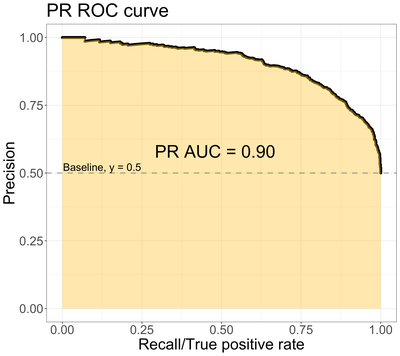 PR ROC curve
Precision
1.00
0.75
0.50
0.25
0.00
PR AUC = 0.90
Baseline, y = 0.5
0.00 0.25 0.50 0.75 1.00
Recall/True positive rate